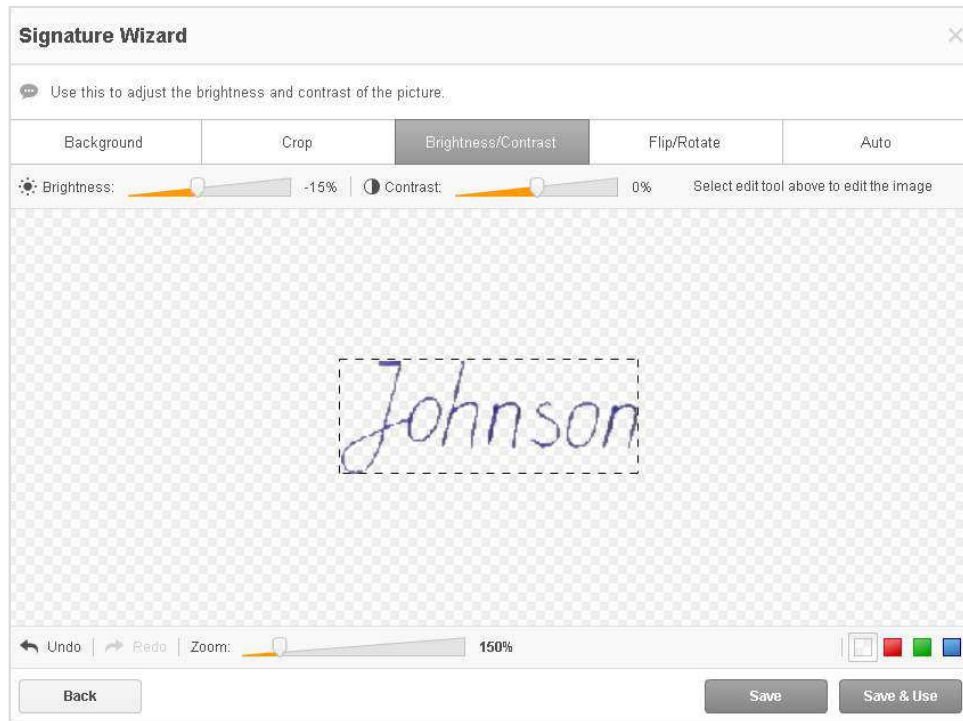 Signature Wizard
Use this to adjust the brightness and contrast of the picture.
Background Crop Brightness/Contrast Flip/Rotate Auto
Brightness: -15% Contrast: 0% Select edit tool above to edit the image
Johnson
Undo Redo Zoom: 150%
Back Save Save & Use